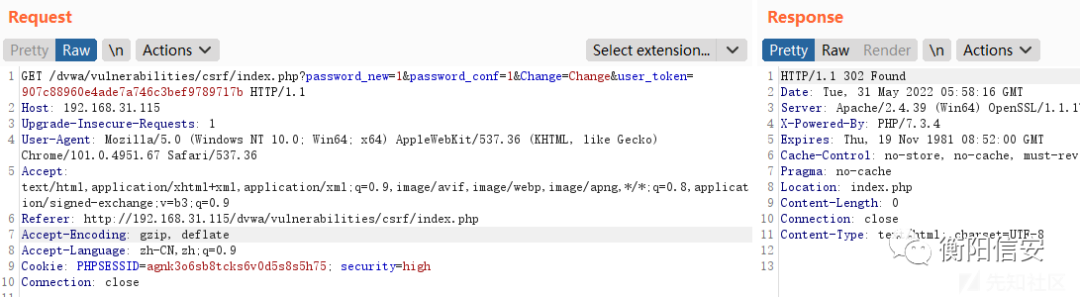 Request
Pretty Raw \n Actions Select extension...
1 GET /dvwa/vulnerabilities/csrf/index.php?password_new=1&password_conf=1&Change=Change&user_token=
907c88960e4ade7a746c3bef9789717b HTTP/1.1
2 Host: 192.168.31.115
3 Upgrade-Insecure-Requests: 1
4 User-Agent: Mozilla/5.0 (Windows NT 10.0; Win64; x64) AppleWebKit/537.36 (KHTML, like Gecko)
Chrome/101.0.4951.67 Safari/537.36
5 Accept:
text/html,application/xhtml+xml,application/xml;q=0.9,image/avif,image/webp,image/apng,*/*;q=0.8,applicat
ion/signed-exchange;v=b3;q=0.9
6 Referer: http://192.168.31.115/dvwa/vulnerabilities/csrf/index.php
7 Accept-Encoding: gzip, deflate
8 Accept-Language: zh-CN,zh;q=0.9
9 Cookie: PHPSESSID=agnk3o6sb8tcks6v0d5s8s5h75; security=high
10 Connection: close
11
Response
Pretty Raw Render \n Actions
1 HTTP/1.1 302 Found
2 Date: Tue, 31 May 2022 05:58:16 GMT
3 Server: Apache/2.4.39 (Win64) OpenSSL/1.1.1
4 X-Powered-By: PHP/7.3.4
5 Expires: Thu, 19 Nov 1981 08:52:00 GMT
6 Cache-Control: no-store, no-cache, must-rev
7 Pragma: no-cache
8 Location: index.php
9 Content-Length: 0
10 Connection: close
11 Content-Type: text/html; charset=UTF-8
12
13
衡阳信安
先知社区